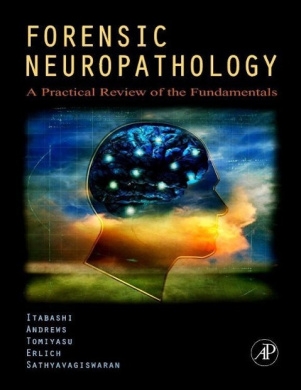 FORENSIC
NEUROPATHOLOGY
A Practical Review of the Fundamentals
ITABASHI
ANDREWS
TOMIYASU
ERLICH
SATHYAVAGISWARAN
AP